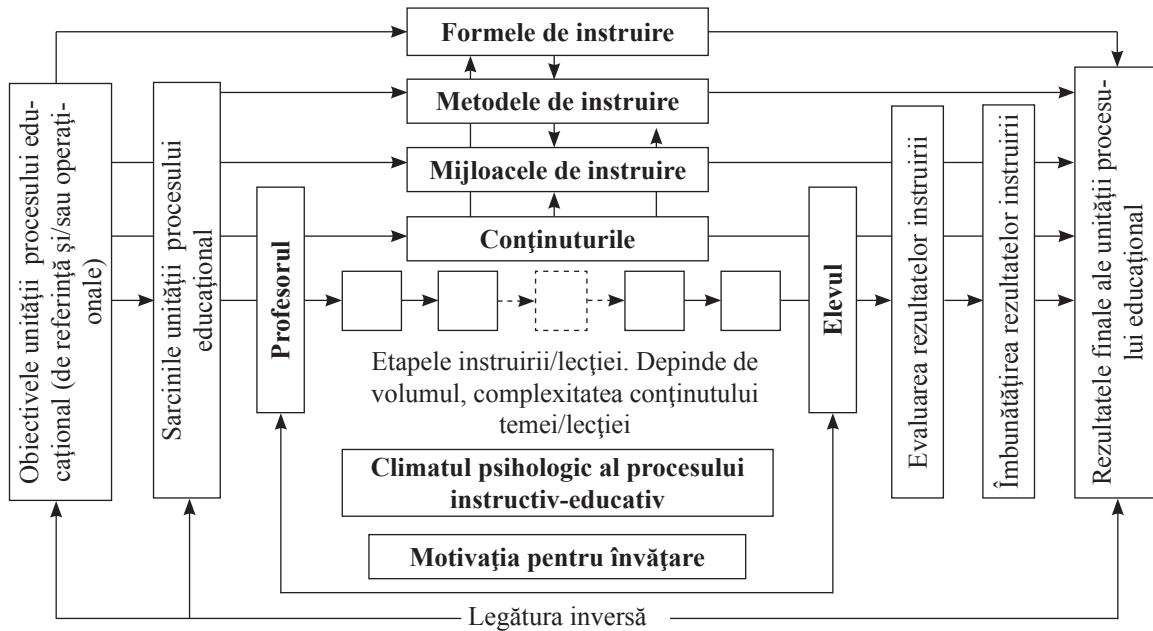 Formele de instruire
Metodele de instruire
Mijloacele de instruire
Conţinuturile
Obiectivele unităţii procesului edu-
caţional (de referinţă şi/sau operaţi-
onale)
Sarcinile unităţii procesului
educaţional
Profesorul
Elevul
Evaluarea rezultatelor instruirii
Îmbunătăţirea rezultatelor instruirii
Rezultatele finale ale unităţii procesu-
lui educaţional
Etapele instruirii/lecţiei. Depinde de
volumul, complexitatea conţinutului
temei/lecţiei
Climatul psihologic al procesului
instructiv-educativ
Motivaţia pentru învăţare
Legătura inversă